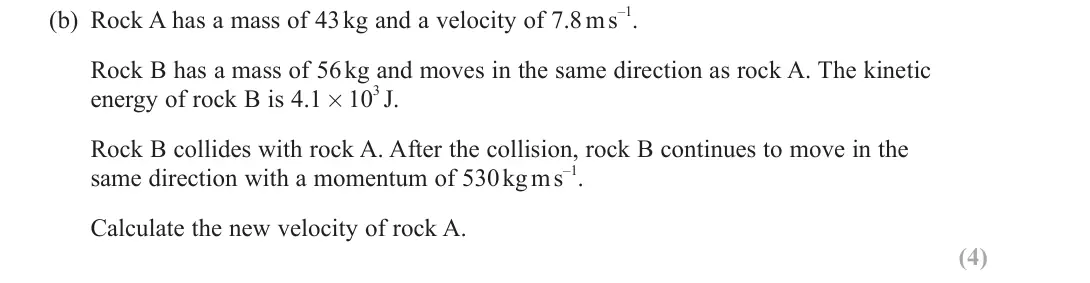 (b) Rock A has a mass of 43 kg and a velocity of 7.8 m s⁻¹.
Rock B has a mass of 56 kg and moves in the same direction as rock A. The kinetic
energy of rock B is 4.1 × 10³ J.
Rock B collides with rock A. After the collision, rock B continues to move in the
same direction with a momentum of 530 kg m s⁻¹.
Calculate the new velocity of rock A.
(4)